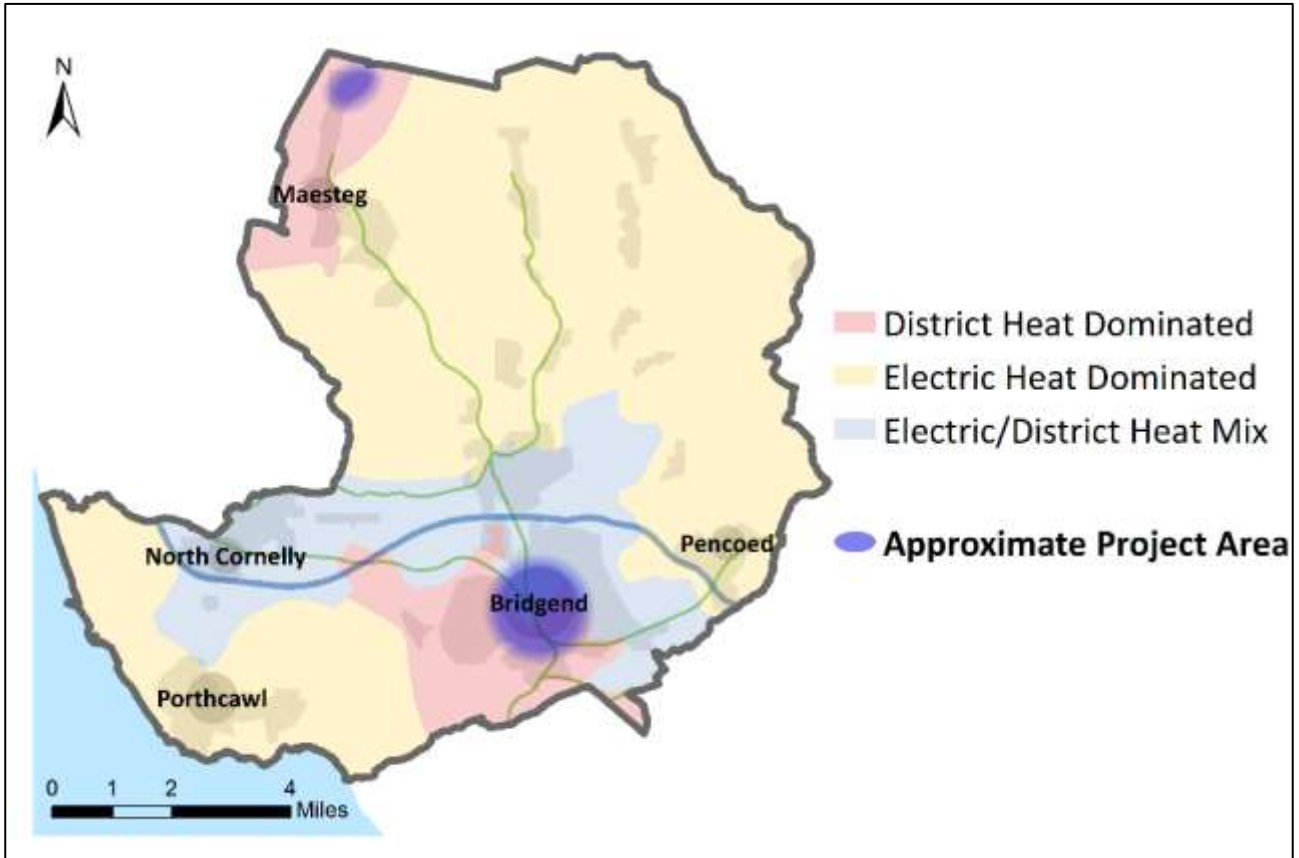 N
Maesteg
District Heat Dominated
Electric Heat Dominated
Electric/District Heat Mix
North Cornelly
Pencoed
Approximate Project Area
Bridgend
Porthcawl
0 1 2 4
Miles